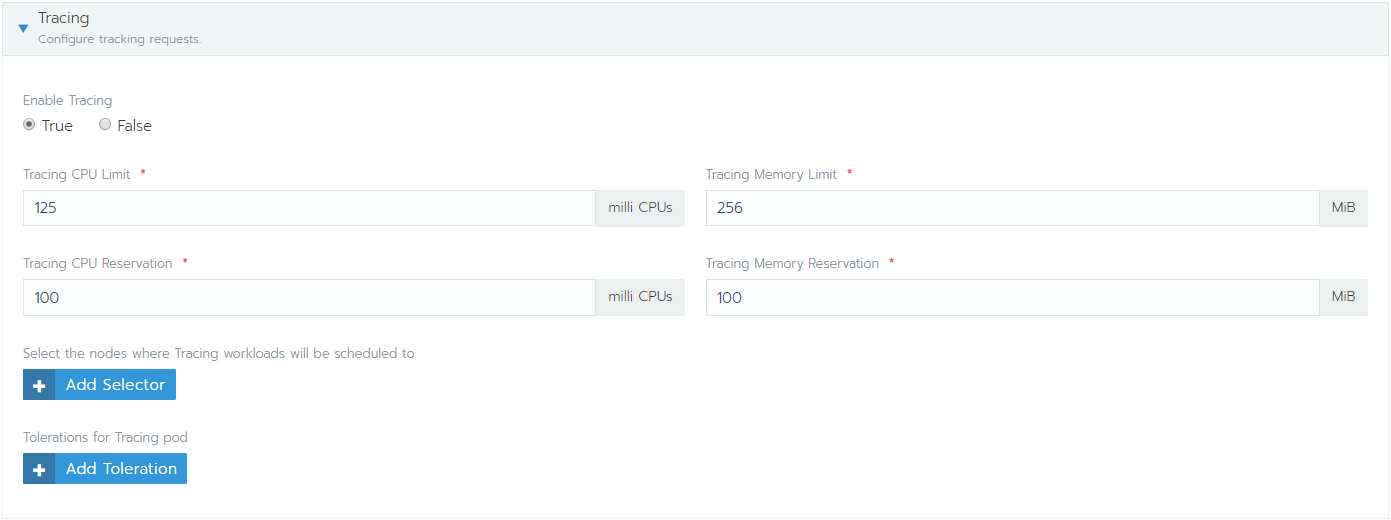 Tracing
Configure tracking requests.
Enable Tracing
True False
Tracing CPU Limit * Tracing Memory Limit *
125 milli CPUs 256 MiB
Tracing CPU Reservation * Tracing Memory Reservation *
100 milli CPUs 100 MiB
Select the nodes where Tracing workloads will be scheduled to
+ Add Selector
Tolerations for Tracing pod
+ Add Toleration